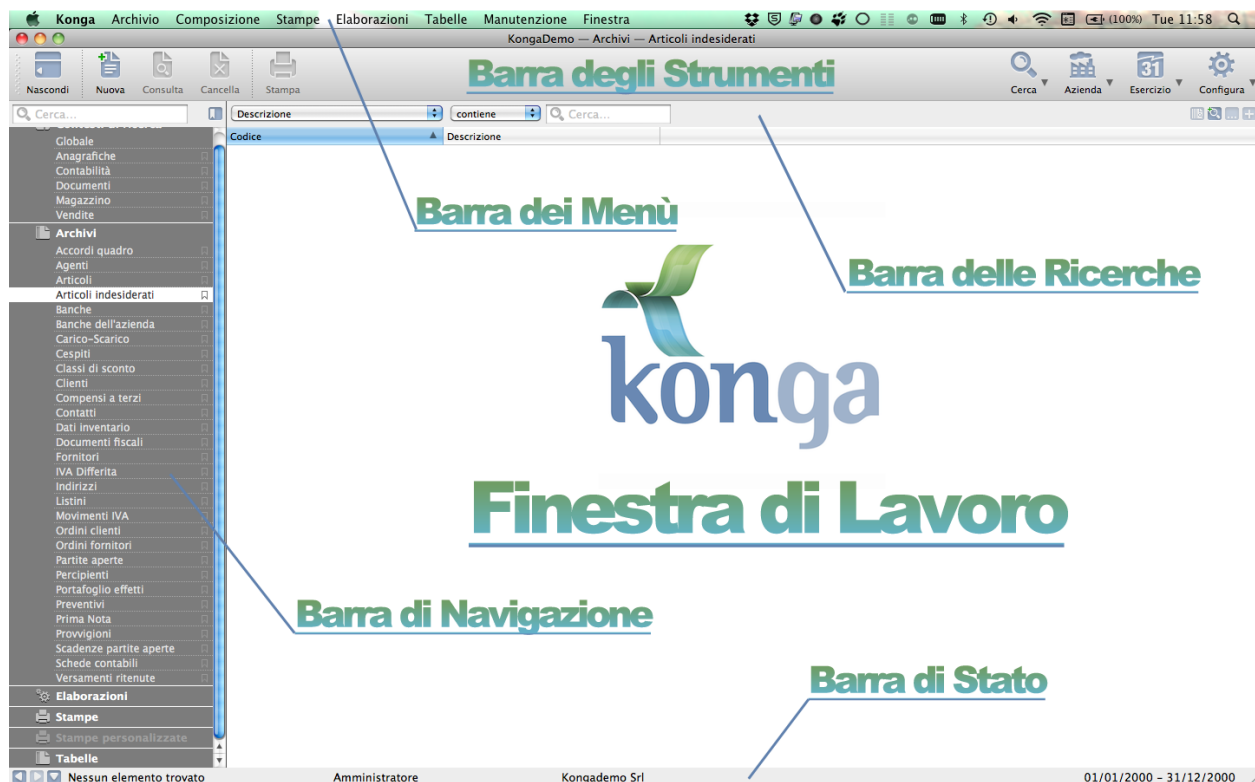 Konga Archivio Composizione Stampe Elaborazioni Tabelle Manutenzione Finestra (100%) Tue 11:58
KongaDemo — Archivi — Articoli indesiderati
Nascondi Nuova Consulta Cancella Stampa Barra degli Strumenti Cerca Azienda 31 Esercizio Configura
Cerca... Descrizione contiene Cerca...
Codice Descrizione
Globale
Anagrafiche
Contabilità
Documenti
Magazzino
Vendite
Barra dei Menù
Archivi
Accordi quadro
Agenti
Articoli
Barra delle Ricerche
Articoli indesiderati
Banche
Banche dell'azienda
Carico-Scarico
Cespiti
Classi di sconto
Clienti
Compensi a terzi
Contatti
konga
Dati inventario
Documenti fiscali
Fornitori
IVA Differita
Indirizzi
Listini
Finestra di Lavoro
Movimenti IVA
Ordini clienti
Ordini fornitori
Partite aperte
Percipienti
Portafoglio effetti
Preventivi
Barra di Navigazione
Prima Nota
Provvigioni
Scadenze partite aperte
Schede contabili
Versamenti ritenute
Barra di Stato
Elaborazioni
Stampe
Stampe personalizzate
Tabelle
Nessun elemento trovato Amministratore Kongademo Srl 01/01/2000 - 31/12/2000